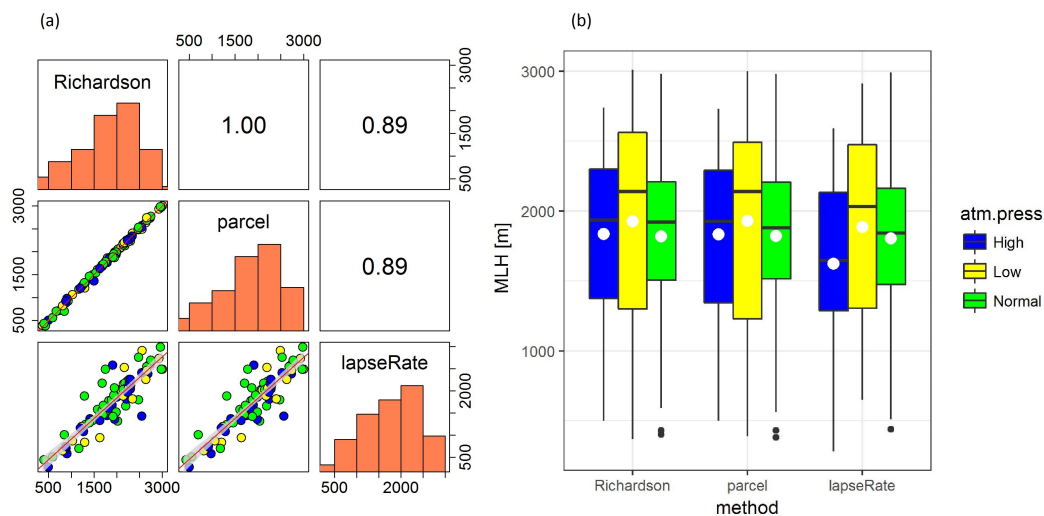 (a)
(b)
500 1500 3000
Richardson
1.00
0.89
500 1500 3000
500 1500 3000
parcel
0.89
lapseRate
500 2000
500 1500 3000
500 1500 3000
500 2000
MLH [m]
3000
2000
1000
Richardson
parcel
lapseRate
method
atm.press
High
Low
Normal